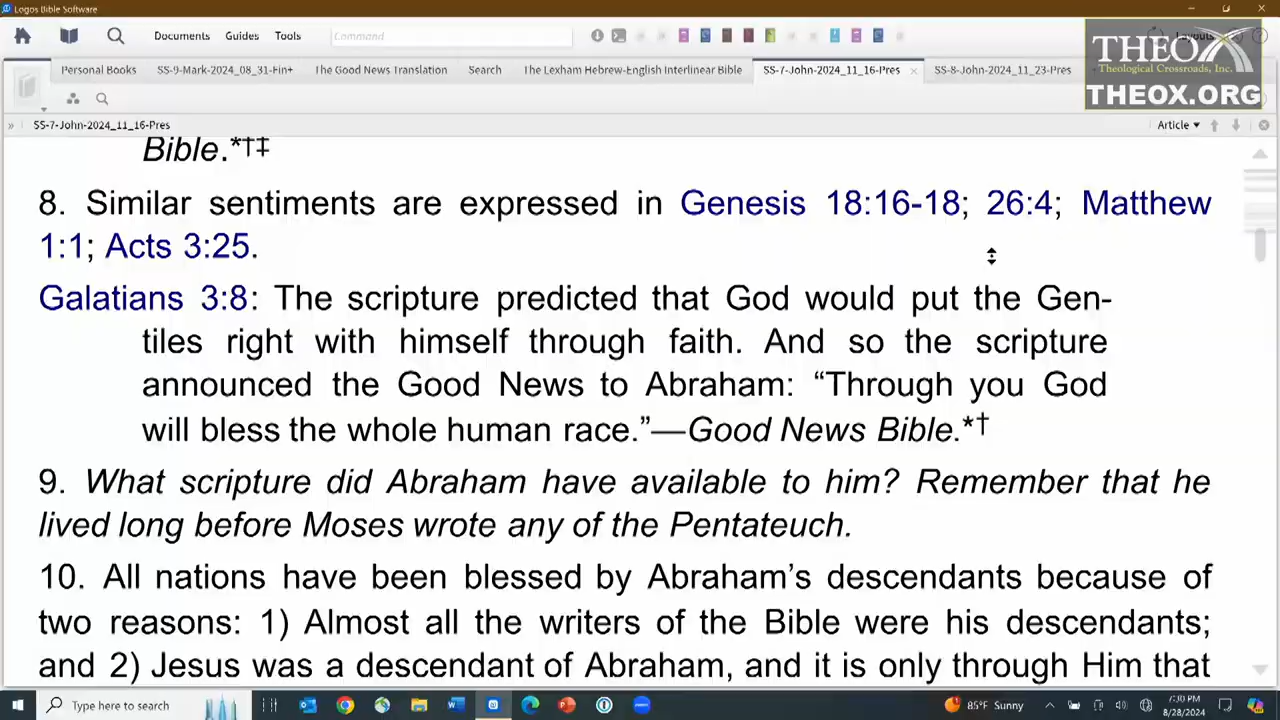 Logos Bible Software
Documents Guides Tools Command Layouts
THEOX
Theological Crossroads, Inc.
THEOX.ORG
Personal Books SS-9-Mark-2024_08_31-Fin+ The Good News Translation The Lexham Hebrew-English Interlinear Bible SS-7-John-2024_11_16-Pres SS-8-John-2024_11_23-Pres
» SS-7-John-2024_11_16-Pres Article
Bible.*†‡
8. Similar sentiments are expressed in Genesis 18:16-18; 26:4; Matthew
1:1; Acts 3:25.
Galatians 3:8: The scripture predicted that God would put the Gen-
tiles right with himself through faith. And so the scripture
announced the Good News to Abraham: “Through you God
will bless the whole human race.”—Good News Bible.*†
9. What scripture did Abraham have available to him? Remember that he
lived long before Moses wrote any of the Pentateuch.
10. All nations have been blessed by Abraham’s descendants because of
two reasons: 1) Almost all the writers of the Bible were his descendants;
and 2) Jesus was a descendant of Abraham, and it is only through Him that
Type here to search 85°F Sunny 7:30 PM
8/28/2024